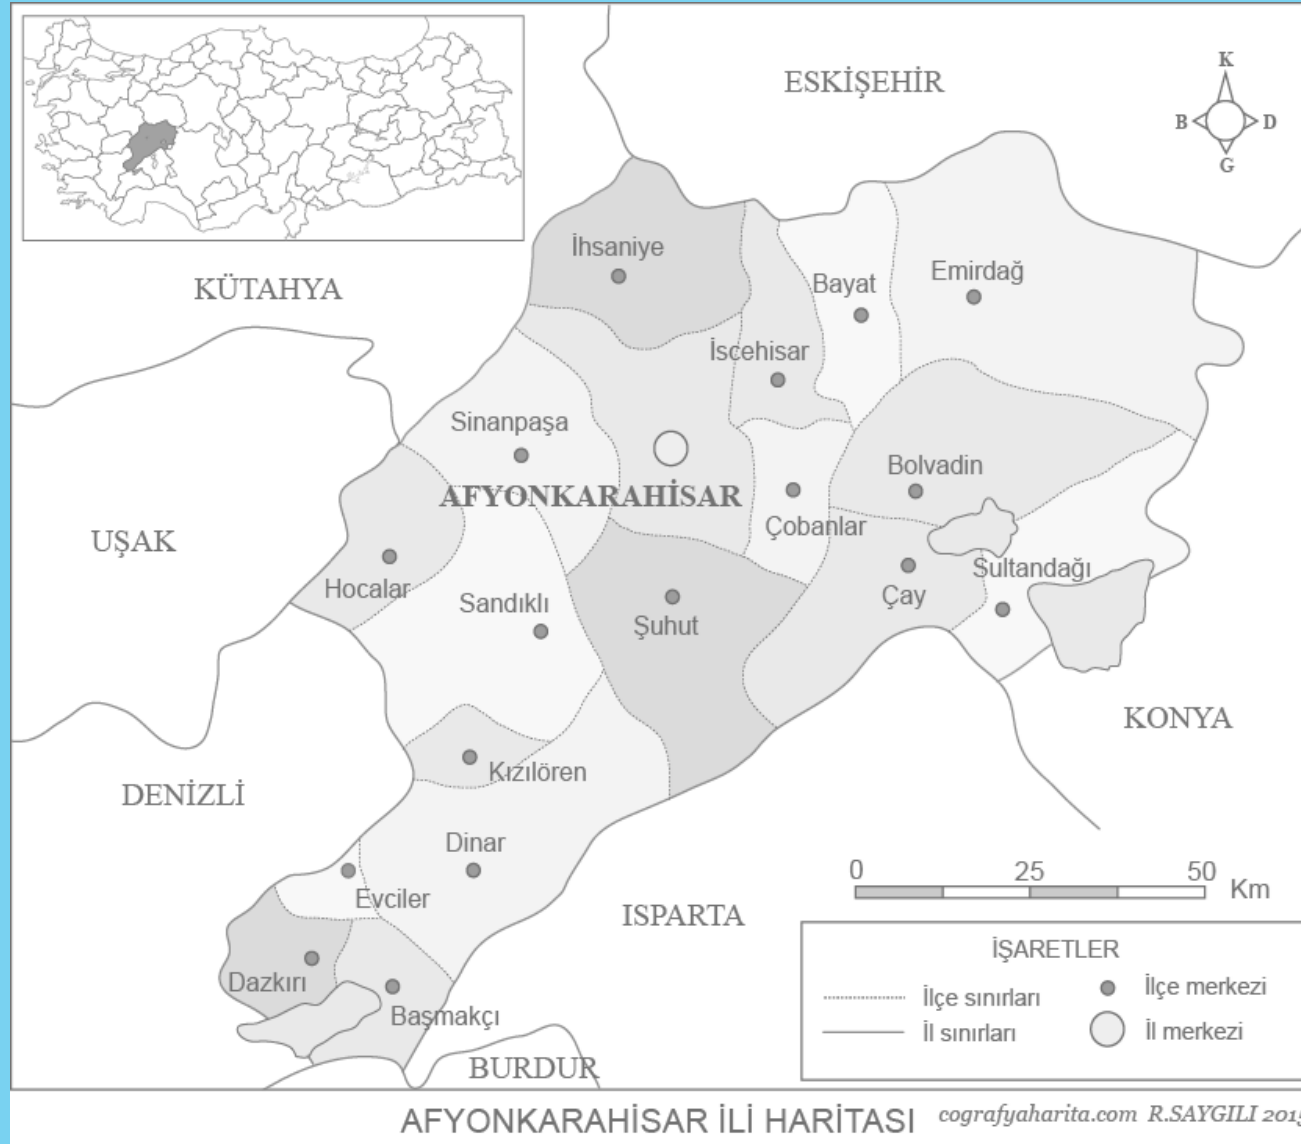 ESKİŞEHİR
K
B
D
G
İhsaniye
KÜTAHYA
Bayat
Emirdağ
İscehisar
Sinanpaşa
Bolvadin
AFYONKARAHİSAR
Çobanlar
UŞAK
Hocalar
Sultandağı
Sandıklı
Çay
Şuhut
KONYA
Kızılören
DENİZLİ
Dinar
0 25 50 Km
Evciler
ISPARTA
Dazkırı
Başmakçı
BURDUR
İŞARETLER
İlçe sınırları
İlçe merkezi
İl sınırları
İl merkezi
AFYONKARAHİSAR İLİ HARİTASI cografyaharita.com R.SAYGILI 2015